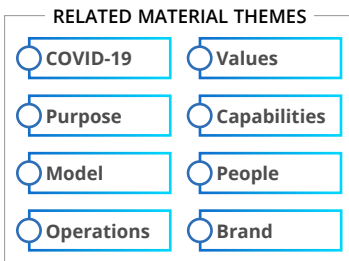 RELATED MATERIAL THEMES
COVID-19 Values
Purpose Capabilities
Model People
Operations Brand